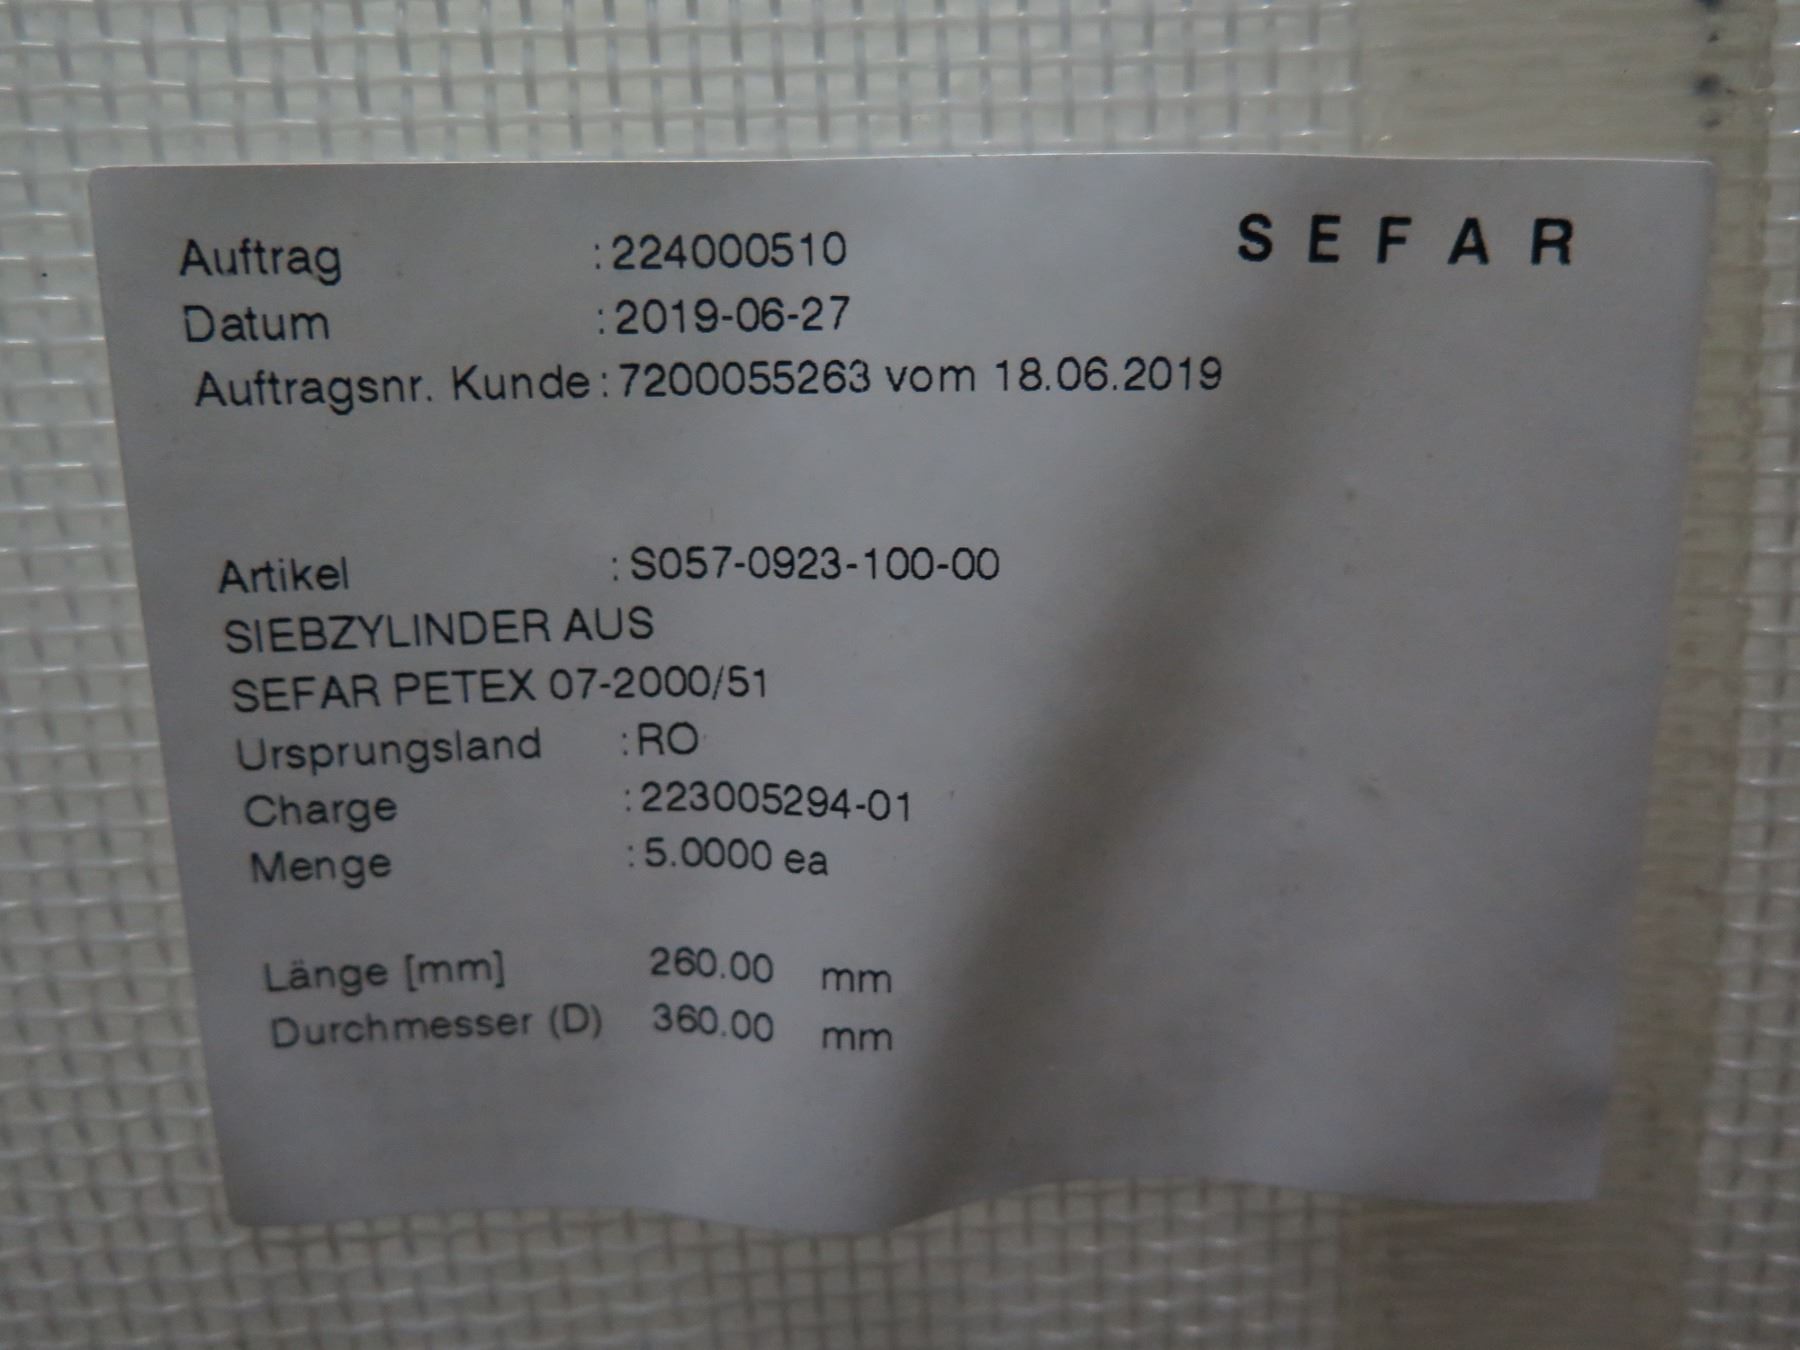 SEFAR
Auftrag :224000510
Datum :2019-06-27
Auftragsnr. Kunde:7200055263 vom 18.06.2019
Artikel :S057-0923-100-00
SIEBZYLINDER AUS
SEFAR PETEX 07-2000/51
Ursprungsland :RO
Charge :223005294-01
Menge :5.0000 ea
Länge [mm] 260.00 mm
Durchmesser (D) 360.00 mm